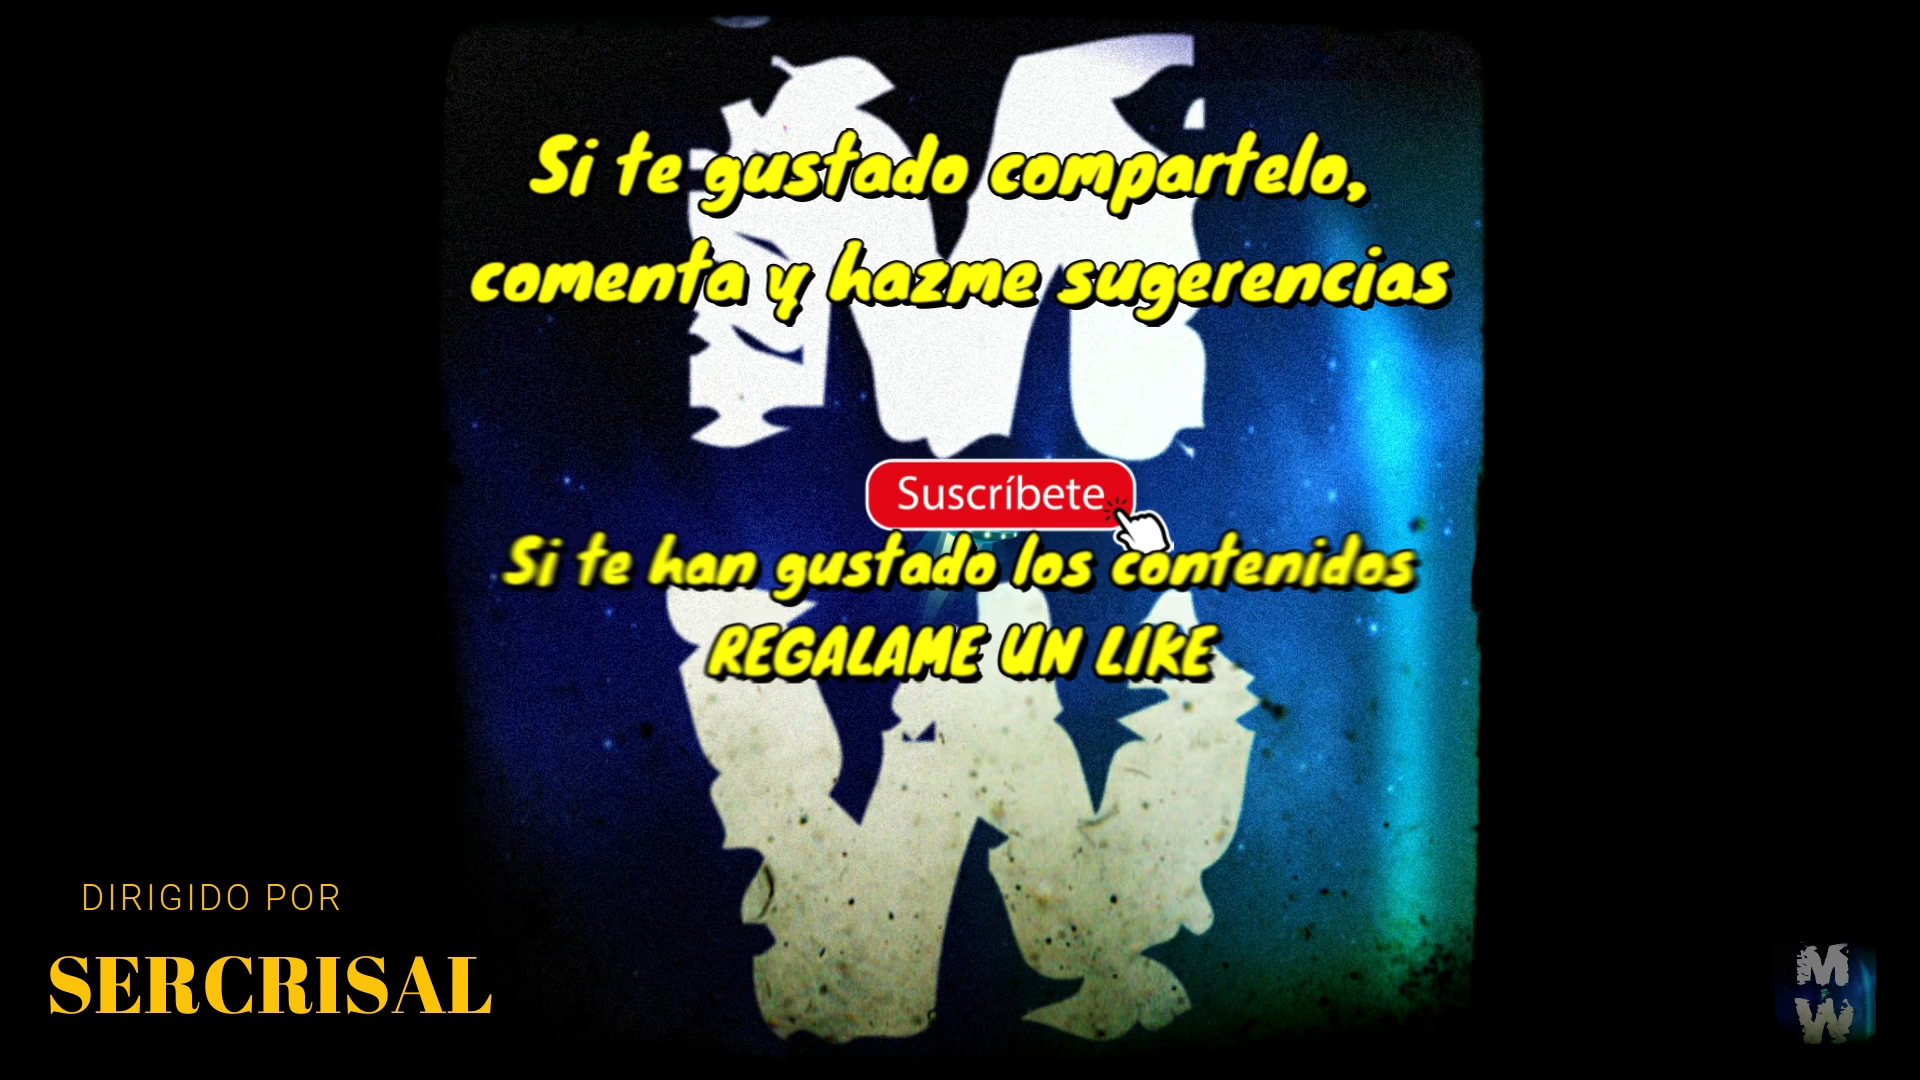 M
Si te gustado compartelo,
comenta y hazme sugerencias
Suscríbete
Si te han gustado los contenidos
REGALAME UN LIKE
W
DIRIGIDO POR
SERCRISAL
M
W